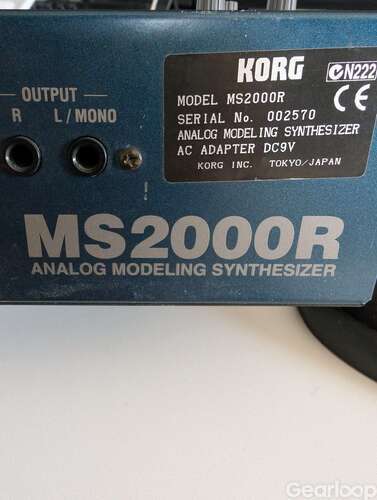 OUTPUT
R L/MONO
KORG
N222
CE
MODEL MS2000R
SERIAL No. 002570
ANALOG MODELING SYNTHESIZER
AC ADAPTER DC9V
KORG INC. TOKYO/JAPAN
MS2000R
ANALOG MODELING SYNTHESIZER
Gearloop